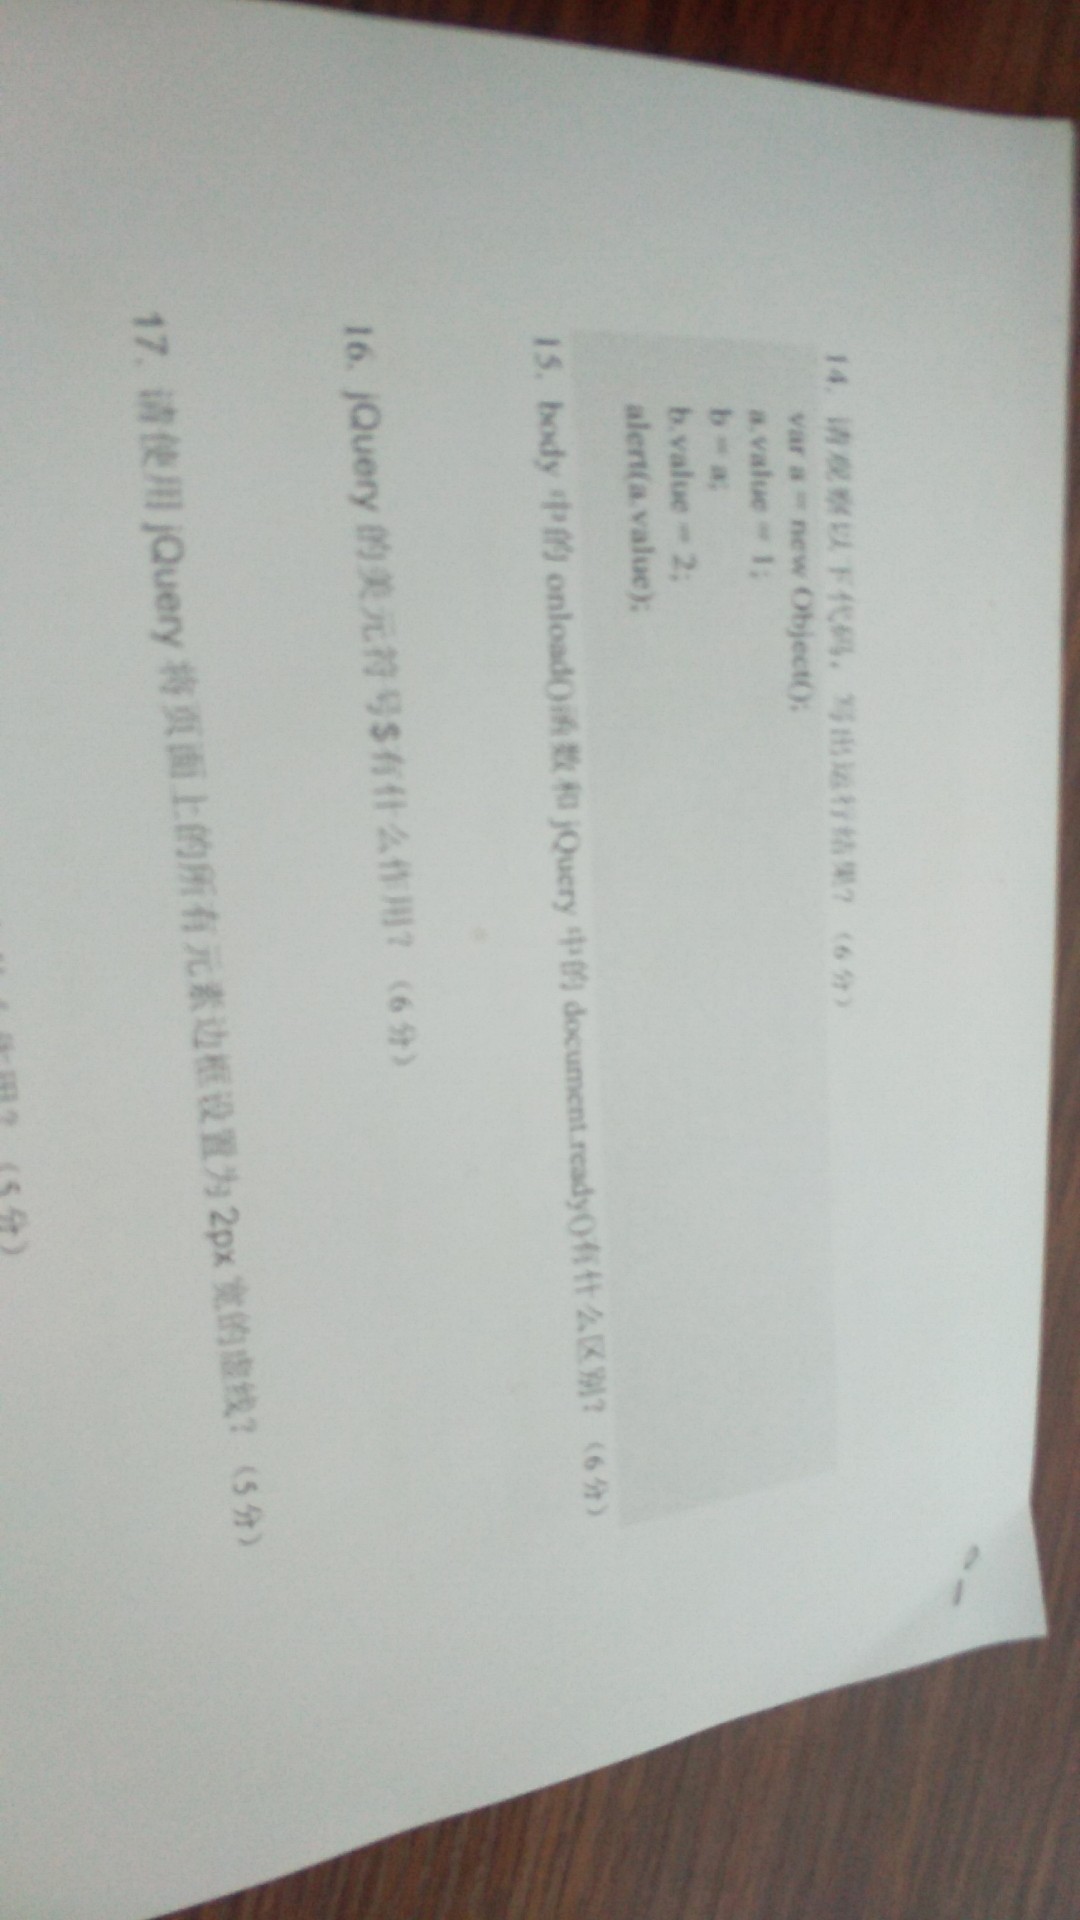 14. 请观察以下代码，写出运行结果？（6 分）
var a = new Object();
a.value = 1;
b = a;
b.value = 2;
alert(a.value);
15. body 中的 onload()函数和 jQuery 中的 document.ready()有什么区别？（6 分）
16. jQuery 的美元符号$有什么作用？（6 分）
17. 请使用 jQuery 将页面上的所有元素边框设置为 2px 宽的虚线？（5 分）
作用？（5 分）